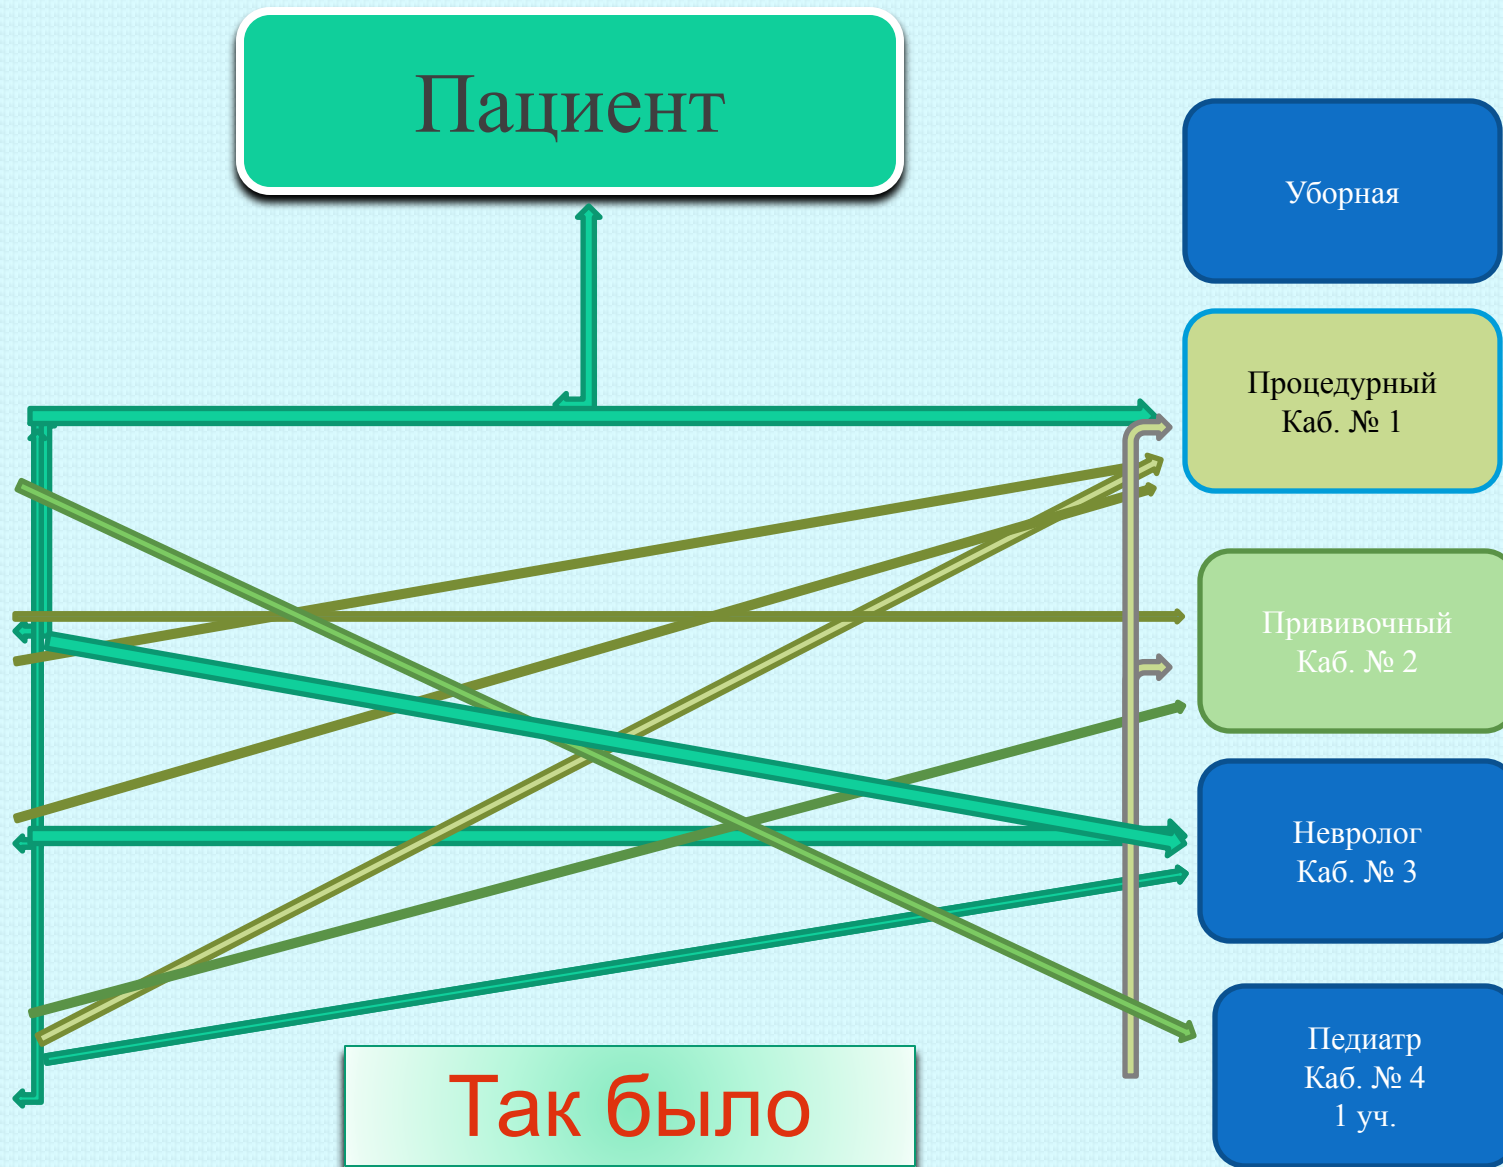 Пациент
Уборная
Процедурный
Каб. № 1
Прививочный
Каб. № 2
Невролог
Каб. № 3
Педиатр
Каб. № 4
1 уч.
Так было